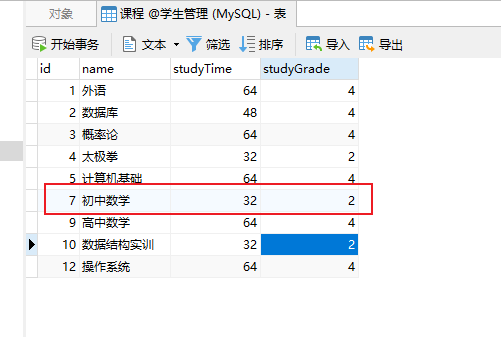 对象 课程 @学生管理 (MySQL) - 表
开始事务 文本 筛选 排序 导入 导出
id name studyTime studyGrade
1 外语 64 4
2 数据库 48 4
3 概率论 64 4
4 太极拳 32 2
5 计算机基础 64 4
7 初中数学 32 2
9 高中数学 64 4
10 数据结构实训 32 2
12 操作系统 64 4